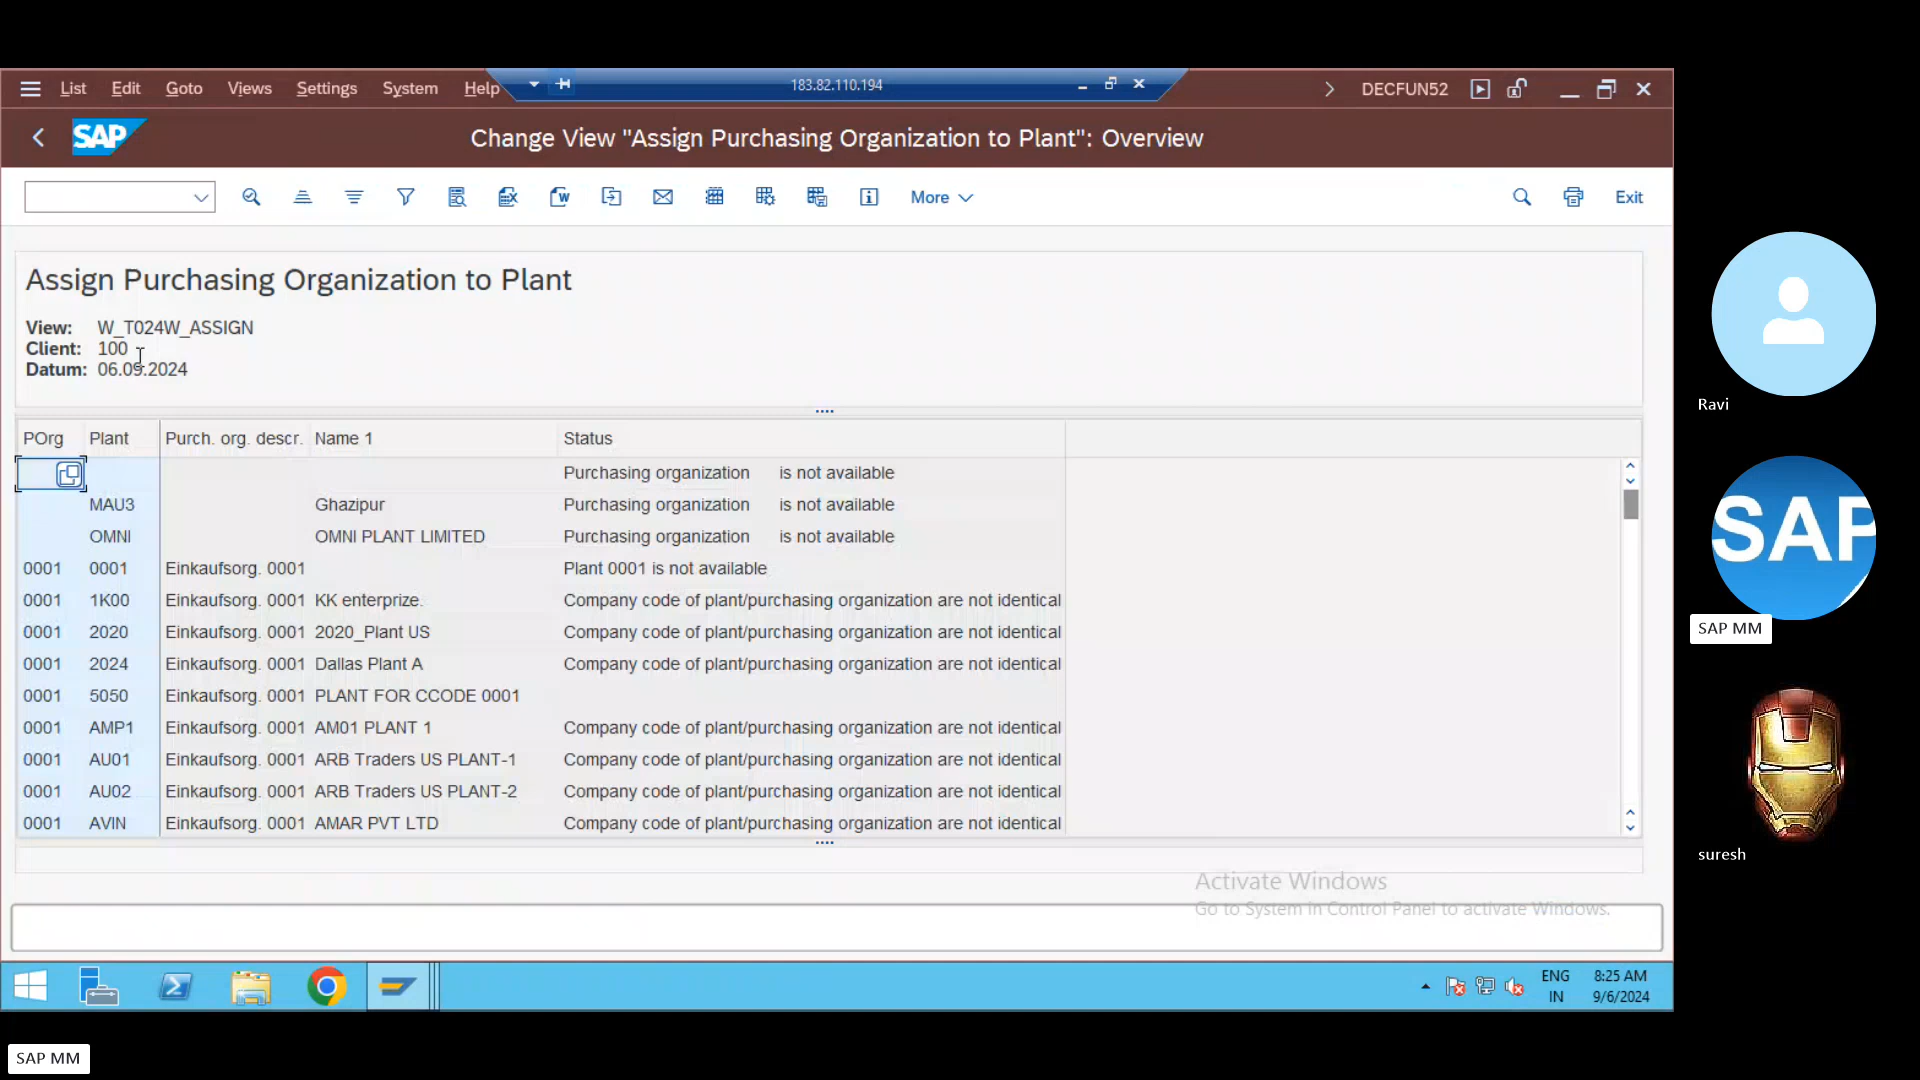 List Edit Goto Views Settings System Help
183.82.110.194
DECFUN52
SAP
Change View "Assign Purchasing Organization to Plant": Overview
More
Exit
Assign Purchasing Organization to Plant
View: W_T024W_ASSIGN
Client: 100
Datum: 06.09.2024
POrg Plant Purch. org. descr. Name 1 Status
Purchasing organization is not available
MAU3 Ghazipur Purchasing organization is not available
OMNI OMNI PLANT LIMITED Purchasing organization is not available
0001 0001 Einkaufsorg. 0001 Plant 0001 is not available
0001 1K00 Einkaufsorg. 0001 KK enterprize. Company code of plant/purchasing organization are not identical
0001 2020 Einkaufsorg. 0001 2020_Plant US Company code of plant/purchasing organization are not identical
0001 2024 Einkaufsorg. 0001 Dallas Plant A Company code of plant/purchasing organization are not identical
0001 5050 Einkaufsorg. 0001 PLANT FOR CCODE 0001
0001 AMP1 Einkaufsorg. 0001 AM01 PLANT 1 Company code of plant/purchasing organization are not identical
0001 AU01 Einkaufsorg. 0001 ARB Traders US PLANT-1 Company code of plant/purchasing organization are not identical
0001 AU02 Einkaufsorg. 0001 ARB Traders US PLANT-2 Company code of plant/purchasing organization are not identical
0001 AVIN Einkaufsorg. 0001 AMAR PVT LTD Company code of plant/purchasing organization are not identical
Activate Windows
Go to System in Control Panel to activate Windows.
ENG
IN
8:25 AM
9/6/2024
Ravi
SAP
SAP MM
suresh
SAP MM